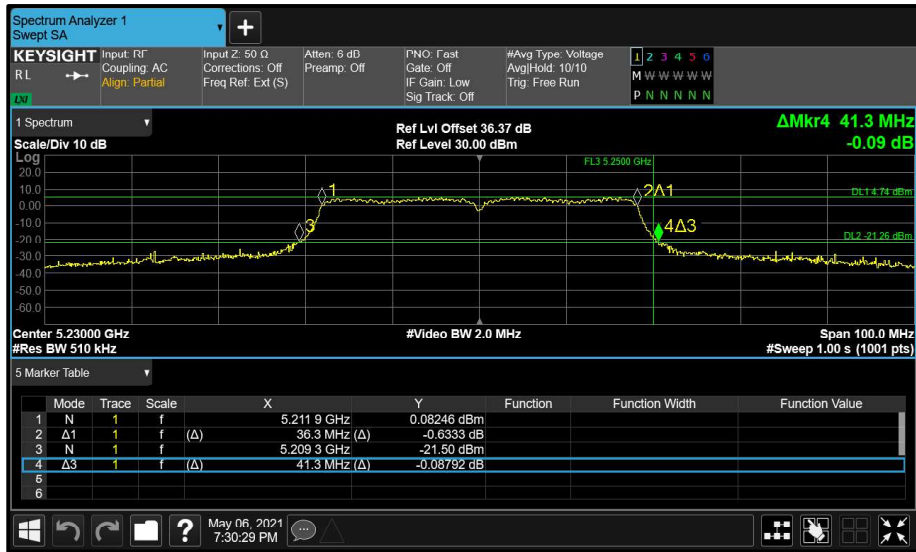 Spectrum Analyzer 1
Swept SA
+
KEYSIGHT
RL
LXI
Input: RF
Coupling: AC
Align: Partial
Input Z: 50 Ω
Corrections: Off
Freq Ref: Ext (S)
Atten: 6 dB
Preamp: Off
PNO: Fast
Gate: Off
IF Gain: Low
Sig Track: Off
#Avg Type: Voltage
Avg|Hold: 10/10
Trig: Free Run
1 2 3 4 5 6
M W W W W W
P N N N N N
1 Spectrum
Scale/Div 10 dB
Ref Lvl Offset 36.37 dB
Ref Level 30.00 dBm
ΔMkr4 41.3 MHz
-0.09 dB
Log
20.0
10.0
0.00
-10.0
-20.0
-30.0
-40.0
-50.0
-60.0
FL3 5.2500 GHz
1
2Δ1
DL1 4.74 dBm
3
4Δ3
DL2 -21.26 dBm
Center 5.23000 GHz
#Video BW 2.0 MHz
Span 100.0 MHz
#Res BW 510 kHz
#Sweep 1.00 s (1001 pts)
5 Marker Table
Mode Trace Scale X Y Function Function Width Function Value
1 N 1 f 5.211 9 GHz 0.08246 dBm
2 Δ1 1 f (Δ) 36.3 MHz (Δ) -0.6333 dB
3 N 1 f 5.209 3 GHz -21.50 dBm
4 Δ3 1 f (Δ) 41.3 MHz (Δ) -0.08792 dB
5
6
?
May 06, 2021
7:30:29 PM